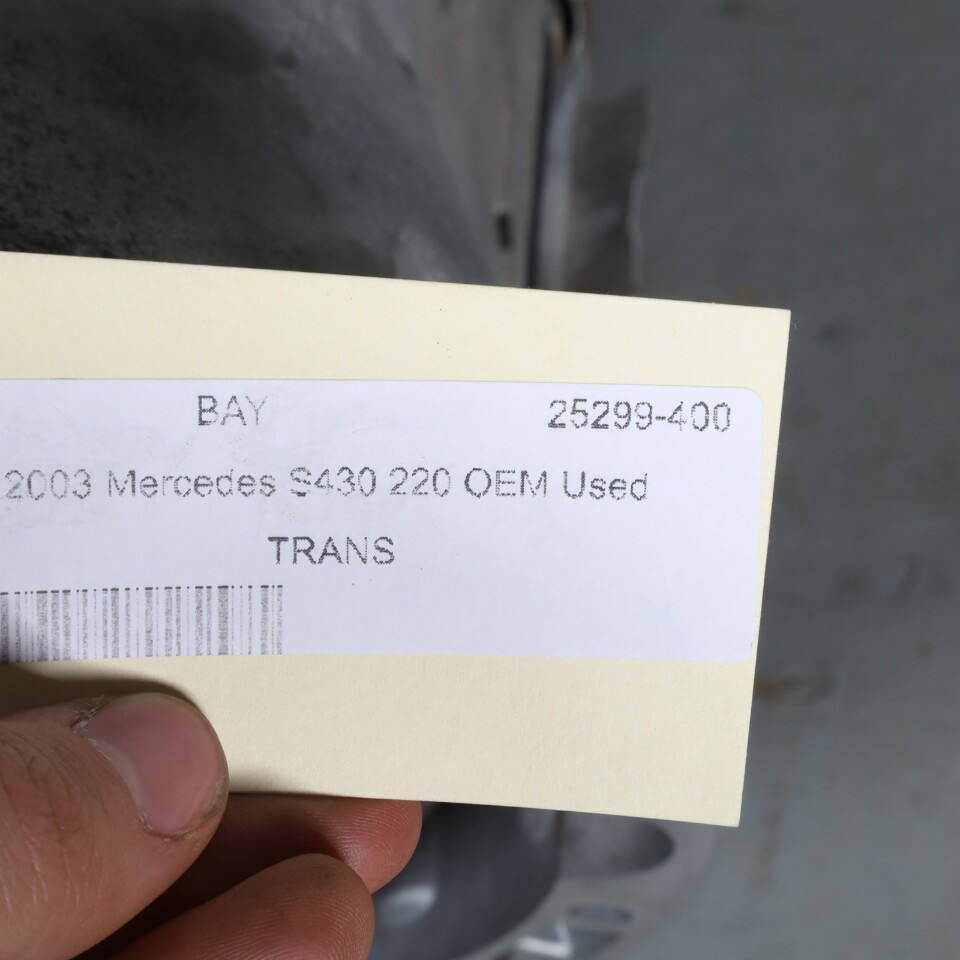 BAY 25299-400
2003 Mercedes S430 220 OEM Used
TRANS